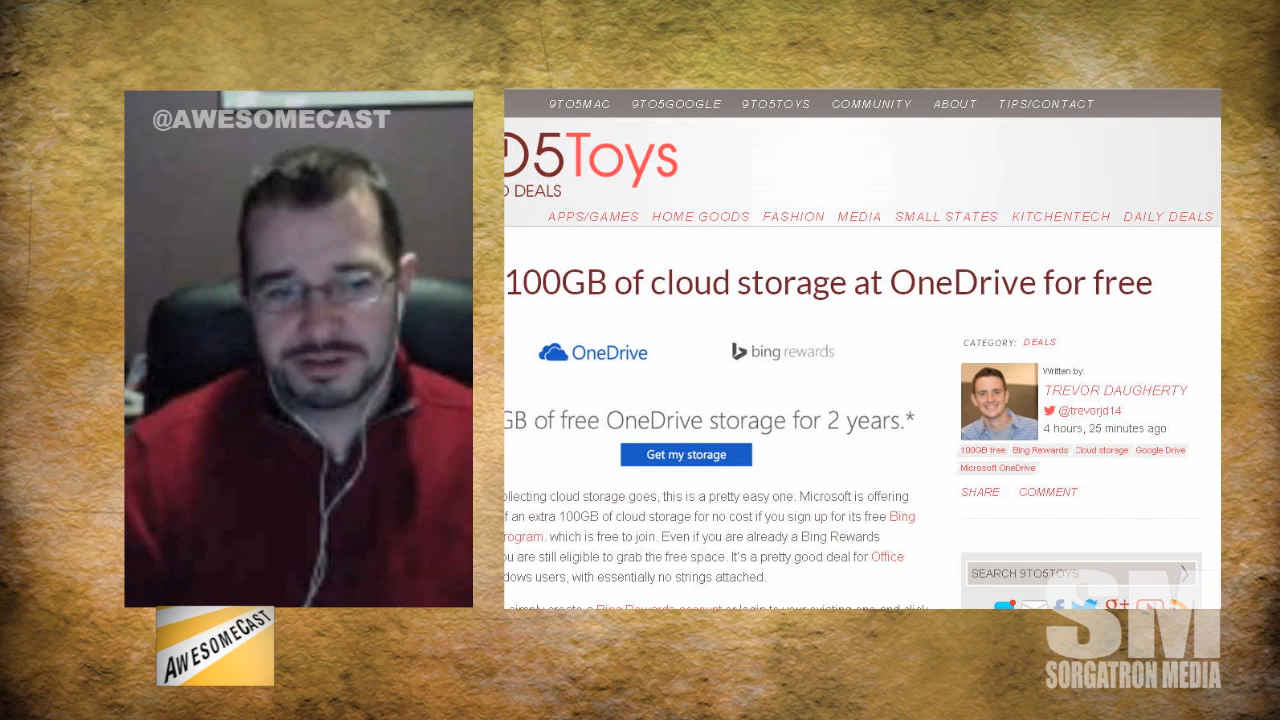 @AWESOMECAST
9TO5MAC 9TO5GOOGLE 9TO5TOYS COMMUNITY ABOUT TIPS/CONTACT
5Toys
DEALS
APPS/GAMES HOME GOODS FASHION MEDIA SMALL STATES KITCHENTECH DAILY DEALS
100GB of cloud storage at OneDrive for free
OneDrive bing rewards
GB of free OneDrive storage for 2 years.*
Get my storage
CATEGORY: DEALS
Written by:
TREVOR DAUGHERTY
@trevorjd14
4 hours, 25 minutes ago
100GB free Bing Rewards Cloud storage Google Drive
Microsoft OneDrive
SHARE COMMENT
ollecting cloud storage goes, this is a pretty easy one. Microsoft is offering
f an extra 100GB of cloud storage for no cost if you sign up for its free Bing
rogram. which is free to join. Even if you are already a Bing Rewards
ou are still eligible to grab the free space. It's a pretty good deal for Office
dows users, with essentially no strings attached.
SEARCH 9TO5TOYS
AWESOMECAST
SM
SORGATRON MEDIA